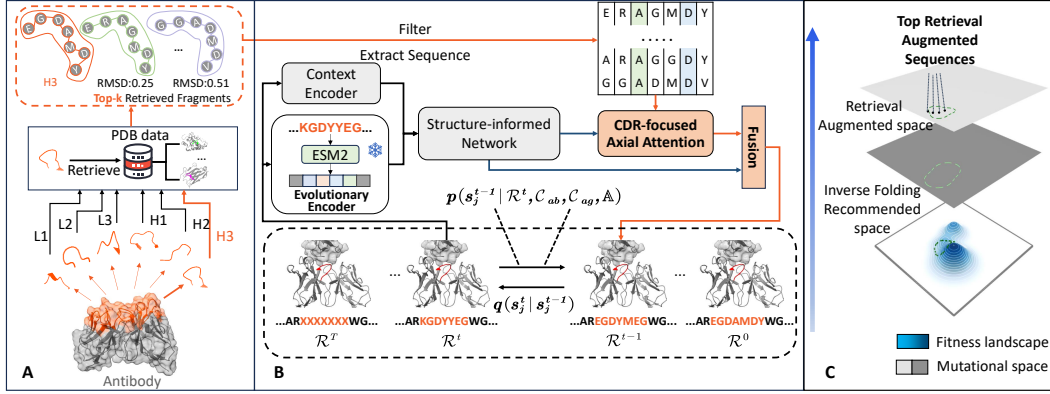 E G D A M D Y
E R A G M D Y
G G A D M D V
...
H3
RMSD:0.25
RMSD:0.51
Top-k Retrieved Fragments
PDB data
Retrieve
...
L1
L2
L3
H1
H2
H3
A
Antibody
Filter
Extract Sequence
E R A G M D Y
.....
A R A G M D Y
G G A D M D V
Context
Encoder
...KGDYYEG...
ESM2
Evolutionary
Encoder
Structure-informed
Network
CDR-focused
Axial Attention
Fusion
p(s_j^{t-1} | R^t, C_ab, C_ag, A)
q(s_j^t | s_j^{t-1})
...
...
...ARXXXXXXXWG...
...ARKGDYYEGWG...
...AREGDYMEGWG...
...AREGDAMDYWG...
R^T
R^t
R^{t-1}
R^0
B
Top Retrieval
Augmented
Sequences
Retrieval
Augmented space
Inverse Folding
Recommended
space
Fitness landscape
Mutational space
C